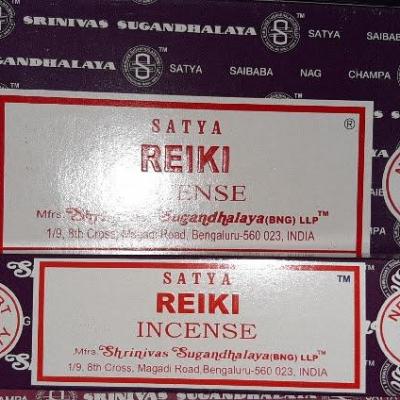 SRINIVAS SUGANDHALAYA SATYA SAIBABA
SATYA SAIBABA NAG CHAMPA
SATYA ®
REIKI
ENSE
Mfrs. Shrinivas Sugandhalaya (BNG) LLP™
1/9, 8th Cross, Magadi Road, Bengaluru-560 023, INDIA
SATYA ™
REIKI
INCENSE
Mfrs. Shrinivas Sugandhalaya (BNG) LLP™
1/9, 8th Cross, Magadi Road, Bengaluru-560 023, INDIA